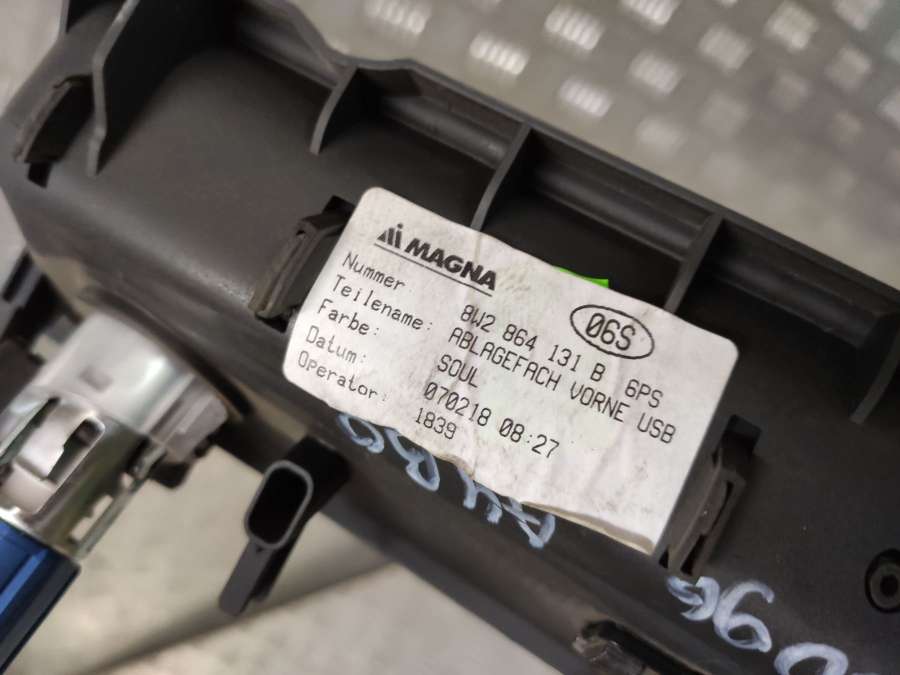 MAGNA
06S
Nummer 8W2 864 131 B 6PS
Teilename: ABLAGEFACH VORNE USB
Farbe: SOUL
Datum: 070218 08:27
Operator: 1839